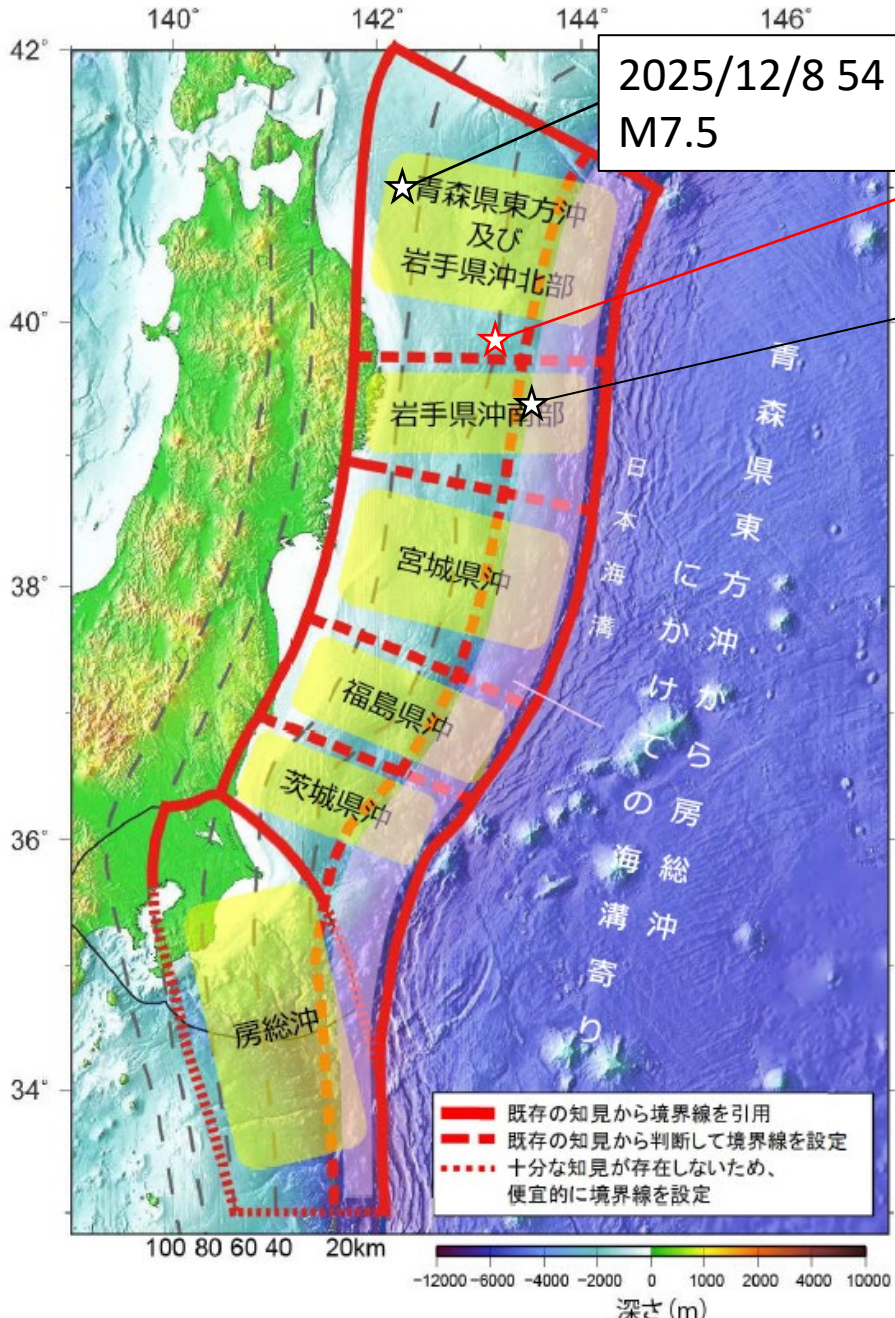 140° 142° 144° 146°
42°
40°
38°
36°
34°
2025/12/8 54
M7.5
青森県東方沖
及び
岩手県沖北部
岩手県沖南部
宮城県沖
福島県沖
茨城県沖
房総沖
日本海溝
青森県東方沖から房総沖
にかけての海溝寄り
既存の知見から境界線を引用
既存の知見から判断して境界線を設定
十分な知見が存在しないため、
便宜的に境界線を設定
100 80 60 40 20km
-12000 -6000 -4000 -2000 0 1000 2000 4000 10000
深さ(m)